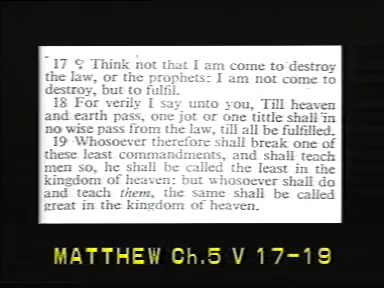 17 ¶ Think not that I am come to destroy
the law, or the prophets: I am not come to
destroy, but to fulfil.
18 For verily I say unto you, Till heaven
and earth pass, one jot or one tittle shall in
no wise pass from the law, till all be fulfilled.
19 Whosoever therefore shall break one of
these least commandments, and shall teach
men so, he shall be called the least in the
kingdom of heaven: but whosoever shall do
and teach them, the same shall be called
great in the kingdom of heaven.
MATTHEW Ch.5 V 17-19